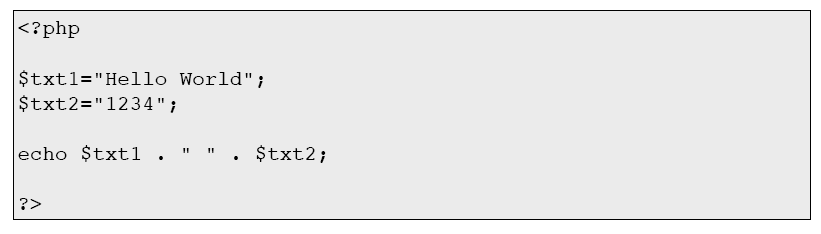 <?php
$txt1="Hello World";
$txt2="1234";
echo $txt1 . " " . $txt2;
?>